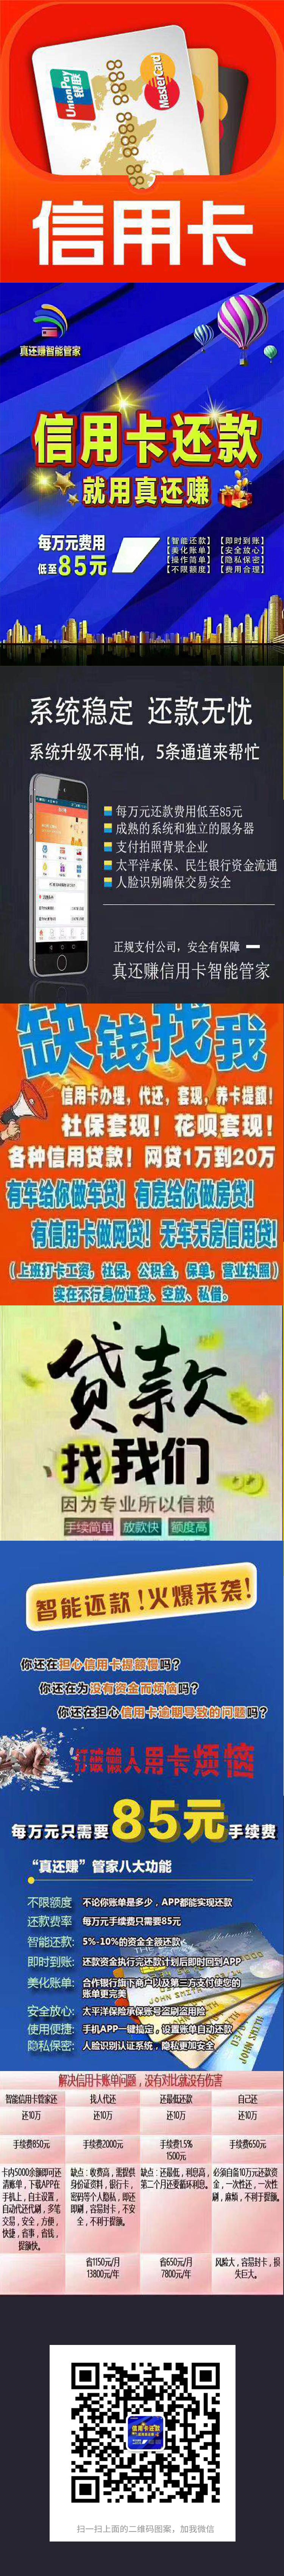 UnionPay
银联
8888 8888 88
MasterCard
信用卡
真还赚智能管家
信用卡还款
就用真还赚
每万元费用
低至85元
【智能还款】【即时到账】
【美化账单】【安全放心】
【操作简单】【隐私保密】
【不限额度】【费用合理】
系统稳定 还款无忧
系统升级不再怕，5条通道来帮忙
每万元还款费用低至85元
成熟的系统和独立的服务器
支付拍照背景企业
太平洋承保、民生银行资金流通
人脸识别确保交易安全
正规支付公司，安全有保障
真还赚信用卡智能管家
缺钱找我
信用卡办理，代还，套现，养卡提额！
社保套现！花呗套现！
各种信用贷款！网贷1万到20万
有车给你做车贷！有房给你做房贷！
有信用卡做网贷！无车无房信用贷！
（上班打卡工资，社保，公积金，保单，营业执照）
实在不行身份证贷、空放、私借。
贷款
找我们
因为专业所以信赖
手续简单 放款快 额度高
智能还款！火爆来袭！
你还在担心信用卡提额慢吗？
你还在为没有资金而烦恼吗？
你还在担心信用卡逾期导致的问题吗？
打破懒人用卡烦恼
每万元只需要85元手续费
“真还赚”管家八大功能
不限额度 不论你账单是多少，APP都能实现还款
还款费率 每万元手续费只需要85元
智能还款: 5%-10%的资金全额还款
即时到账: 还款资金执行完还款计划后即时回到APP
美化账单: 合作银行旗下商户以及第三方支付使您的
账单更完美
安全放心: 太平洋保险承保账号盗刷盗用险
使用便捷: 手机APP一键搞定，设置账单自动还款
隐私保密: 人脸识别认证系统，隐私更加安全
JOHN SMITH
解决信用卡账单问题，没有对比就没有伤害
智能信用卡管家还 找人代还 还最低还款 自己还
还10万 还10万 还10万 还10万
手续费850元 手续费2000元 手续费1.5%
1500元 手续费650元
卡内5000余额即可还
清账单，下载APP在
手机上，自主设置，
自动代还代刷，多笔
交易，安全，方便，
快捷，省事，省钱，
提额快。
缺点：收费高，需提供
身份证资料，银行卡，
密码等个人隐私，即还
即刷，容易封卡，不安
全，不利于提额。
缺点：还最低，利息高，
第二个月还要循环利息。
必须自备10万元还款资
金，一次性还，一次性
刷，麻烦，不利于提额。
省1150元/月
13800元/年
省650元/月
7800元/年
风险大，容易封卡，损
失巨大。
信用卡还款
扫一扫上面的二维码图案，加我微信